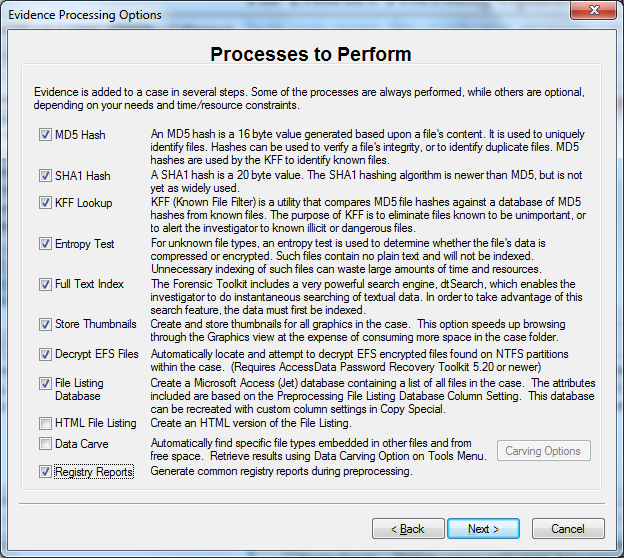 Evidence Processing Options
Processes to Perform
Evidence is added to a case in several steps. Some of the processes are always performed, while others are optional,
depending on your needs and time/resource constraints.
MD5 Hash
An MD5 hash is a 16 byte value generated based upon a file's content. It is used to uniquely
identify files. Hashes can be used to verify a file's integrity, or to identify duplicate files. MD5
hashes are used by the KFF to identify known files.
SHA1 Hash
A SHA1 hash is a 20 byte value. The SHA1 hashing algorithm is newer than MD5, but is not
yet as widely used.
KFF Lookup
KFF (Known File Filter) is a utility that compares MD5 file hashes against a database of MD5
hashes from known files. The purpose of KFF is to eliminate files known to be unimportant, or
to alert the investigator to known illicit or dangerous files.
Entropy Test
For unknown file types, an entropy test is used to determine whether the file's data is
compressed or encrypted. Such files contain no plain text and will not be indexed.
Unnecessary indexing of such files can waste large amounts of time and resources.
Full Text Index
The Forensic Toolkit includes a very powerful search engine, dtSearch, which enables the
investigator to do instantaneous searching of textual data. In order to take advantage of this
search feature, the data must first be indexed.
Store Thumbnails
Create and store thumbnails for all graphics in the case. This option speeds up browsing
through the Graphics view at the expense of consuming more space in the case folder.
Decrypt EFS Files
Automatically locate and attempt to decrypt EFS encrypted files found on NTFS partitions
within the case. (Requires AccessData Password Recovery Toolkit 5.20 or newer)
File Listing
Database
Create a Microsoft Access (Jet) database containing a list of all files in the case. The attributes
included are based on the Preprocessing File Listing Database Column Setting. This database
can be recreated with custom column settings in Copy Special.
HTML File Listing
Create an HTML version of the File Listing.
Data Carve
Automatically find specific file types embedded in other files and from
free space. Retrieve results using Data Carving Option on Tools Menu.
Carving Options
Registry Reports
Generate common registry reports during preprocessing.
< Back
Next >
Cancel